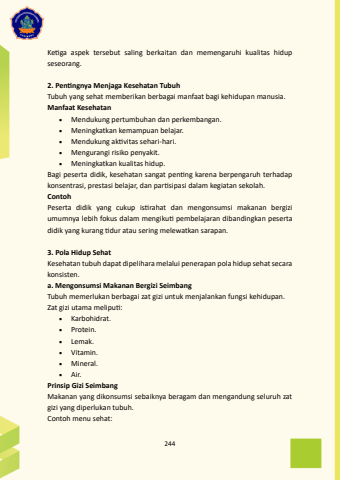 Ketiga aspek tersebut saling berkaitan dan memengaruhi kualitas hidup
seseorang.
2. Pentingnya Menjaga Kesehatan Tubuh
Tubuh yang sehat memberikan berbagai manfaat bagi kehidupan manusia.
Manfaat Kesehatan
• Mendukung pertumbuhan dan perkembangan.
• Meningkatkan kemampuan belajar.
• Mendukung aktivitas sehari-hari.
• Mengurangi risiko penyakit.
• Meningkatkan kualitas hidup.
Bagi peserta didik, kesehatan sangat penting karena berpengaruh terhadap
konsentrasi, prestasi belajar, dan partisipasi dalam kegiatan sekolah.
Contoh
Peserta didik yang cukup istirahat dan mengonsumsi makanan bergizi
umumnya lebih fokus dalam mengikuti pembelajaran dibandingkan peserta
didik yang kurang tidur atau sering melewatkan sarapan.
3. Pola Hidup Sehat
Kesehatan tubuh dapat dipelihara melalui penerapan pola hidup sehat secara
konsisten.
a. Mengonsumsi Makanan Bergizi Seimbang
Tubuh memerlukan berbagai zat gizi untuk menjalankan fungsi kehidupan.
Zat gizi utama meliputi:
• Karbohidrat.
• Protein.
• Lemak.
• Vitamin.
• Mineral.
• Air.
Prinsip Gizi Seimbang
Makanan yang dikonsumsi sebaiknya beragam dan mengandung seluruh zat
gizi yang diperlukan tubuh.
Contoh menu sehat:
244